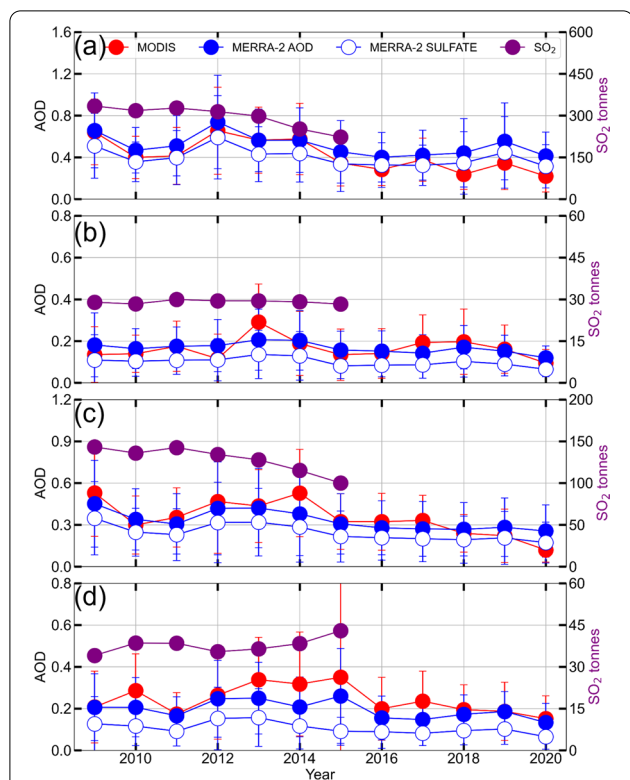 (a)
MODIS MERRA-2 AOD MERRA-2 SULFATE SO₂
1.6
1.2
0.8
0.4
0.0
AOD
600
450
300
150
0
SO₂ tonnes
(b)
0.8
0.6
0.4
0.2
0.0
AOD
60
45
30
15
0
SO₂ tonnes
(c)
1.2
0.9
0.6
0.3
0.0
AOD
200
150
100
50
0
SO₂ tonnes
(d)
0.8
0.6
0.4
0.2
0.0
AOD
60
45
30
15
0
SO₂ tonnes
2010 2012 2014 2016 2018 2020
Year